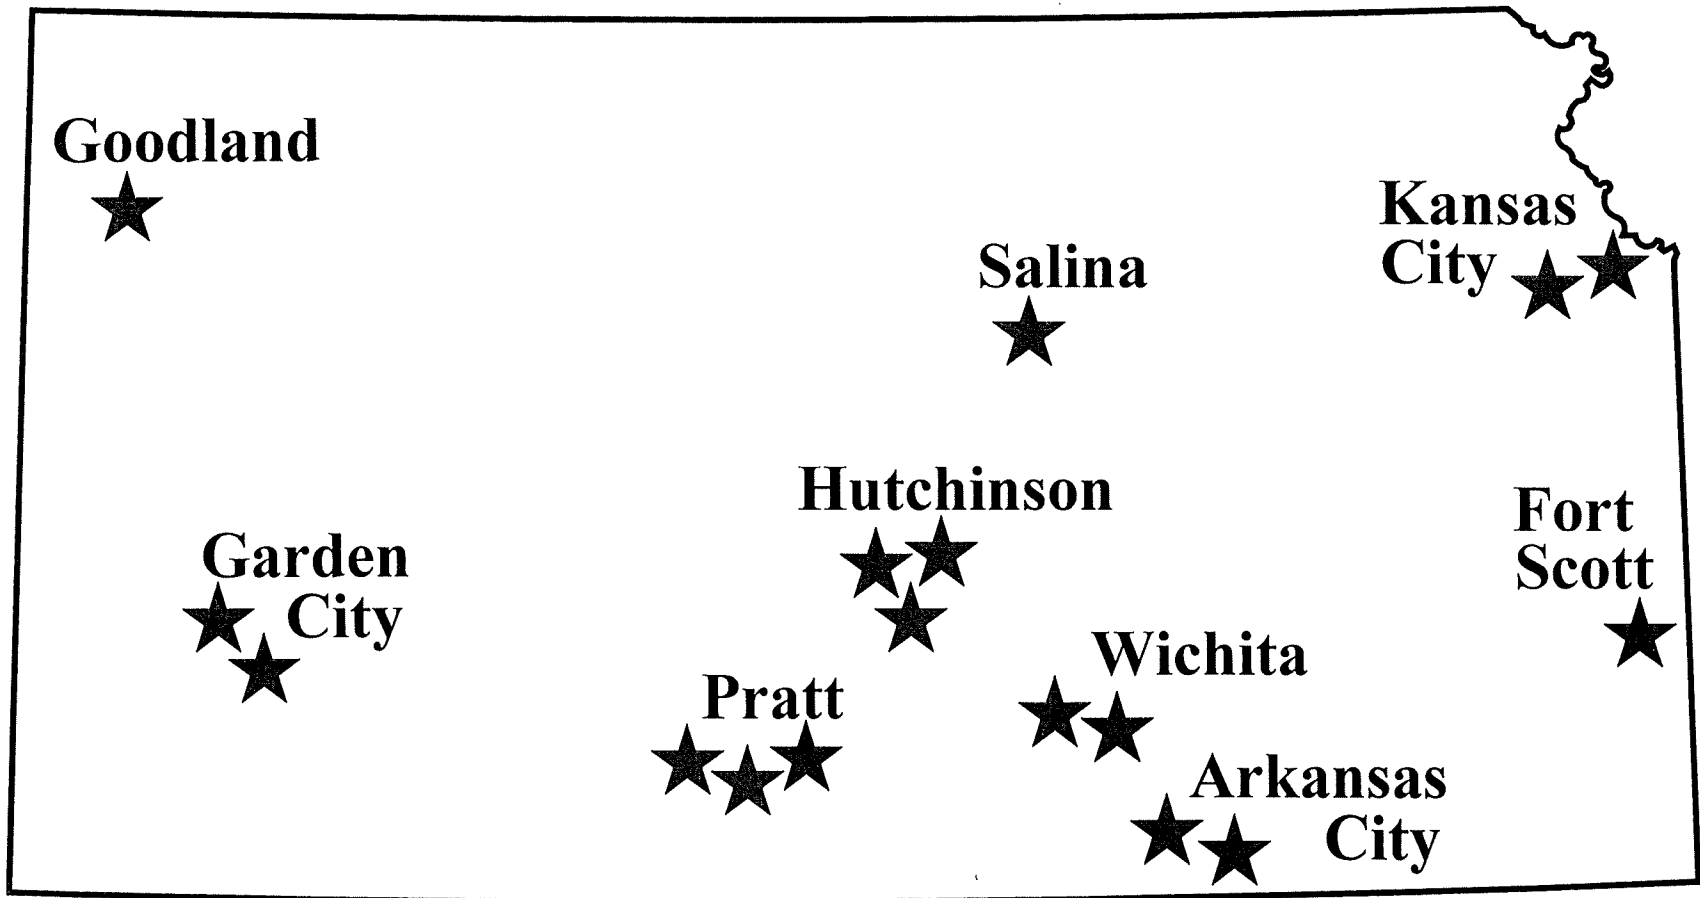 Goodland
Kansas
City
Salina
Hutchinson
Fort
Scott
Garden
City
Wichita
Pratt
Arkansas
City